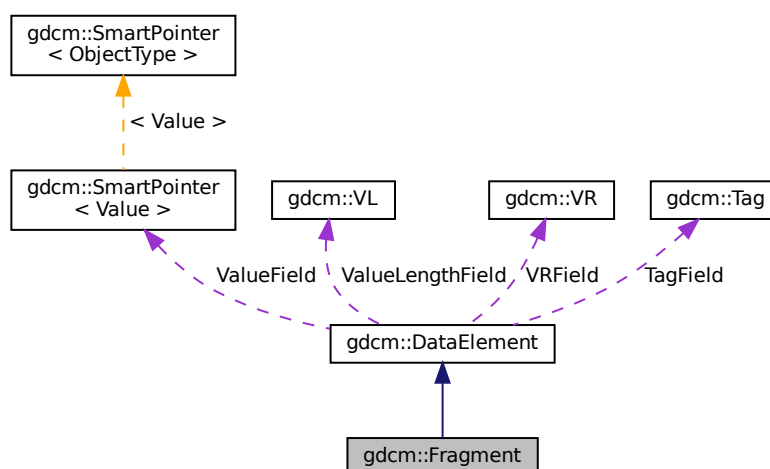 gdcm::SmartPointer
< ObjectType >
< Value >
gdcm::SmartPointer
< Value >
gdcm::VL
gdcm::VR
gdcm::Tag
ValueField
ValueLengthField
VRField
TagField
gdcm::DataElement
gdcm::Fragment